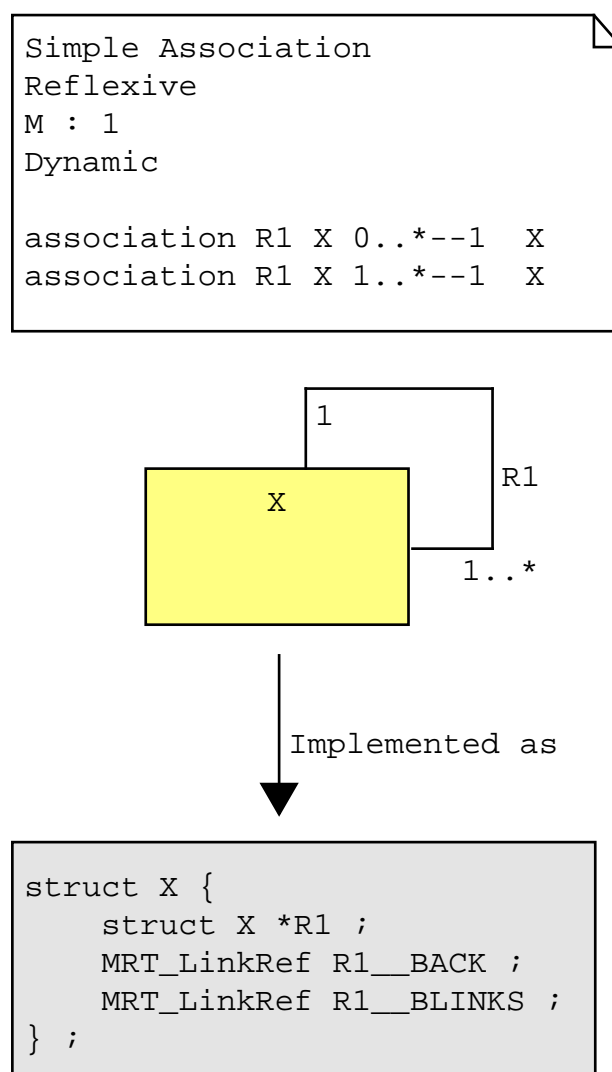 Simple Association
Reflexive
M : 1
Dynamic
association R1 X 0..*--1  X
association R1 X 1..*--1  X
1
R1
X
1..*
Implemented as
struct X {
    struct X *R1 ;
    MRT_LinkRef R1__BACK ;
    MRT_LinkRef R1__BLINKS ;
} ;